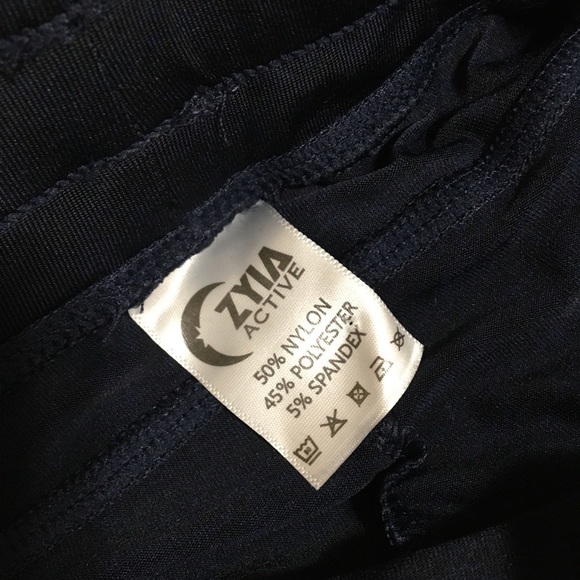 ZYIA
ACTIVE
50% NYLON
45% POLYESTER
5% SPANDEX